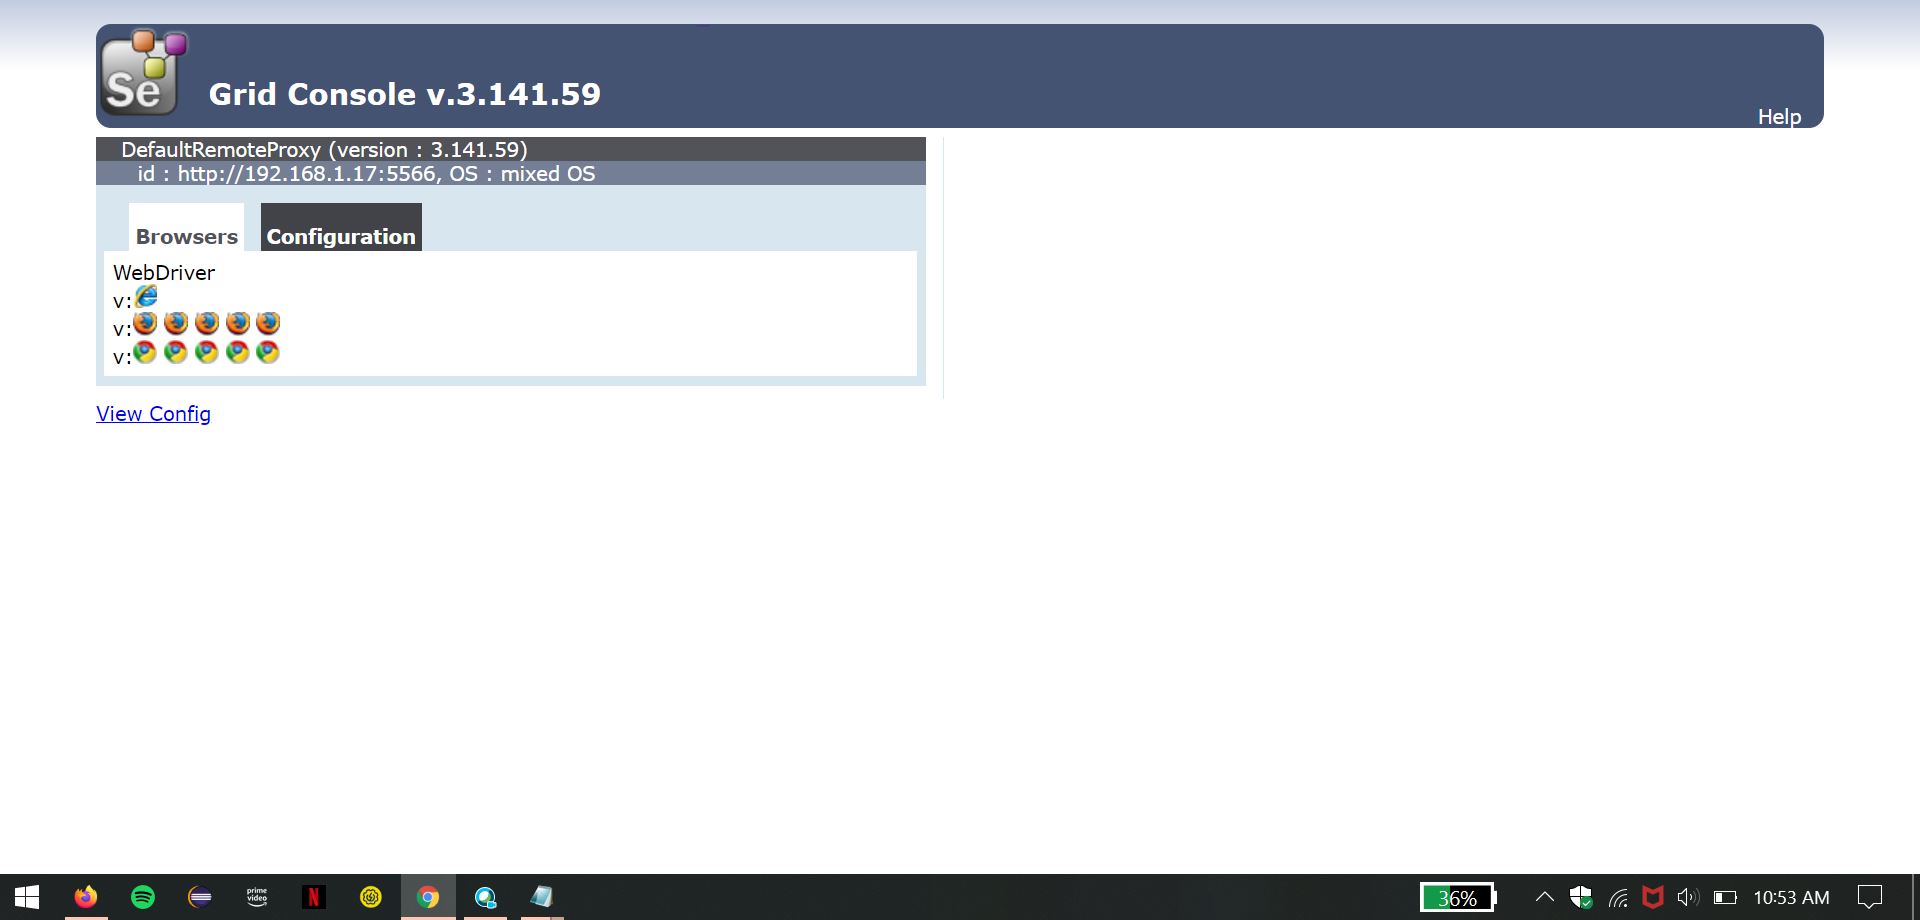 Se
Grid Console v.3.141.59
Help
DefaultRemoteProxy (version : 3.141.59)
id : http://192.168.1.17:5566, OS : mixed OS
Browsers
Configuration
WebDriver
v:
v:
v:
View Config
prime video
N
36%
10:53 AM